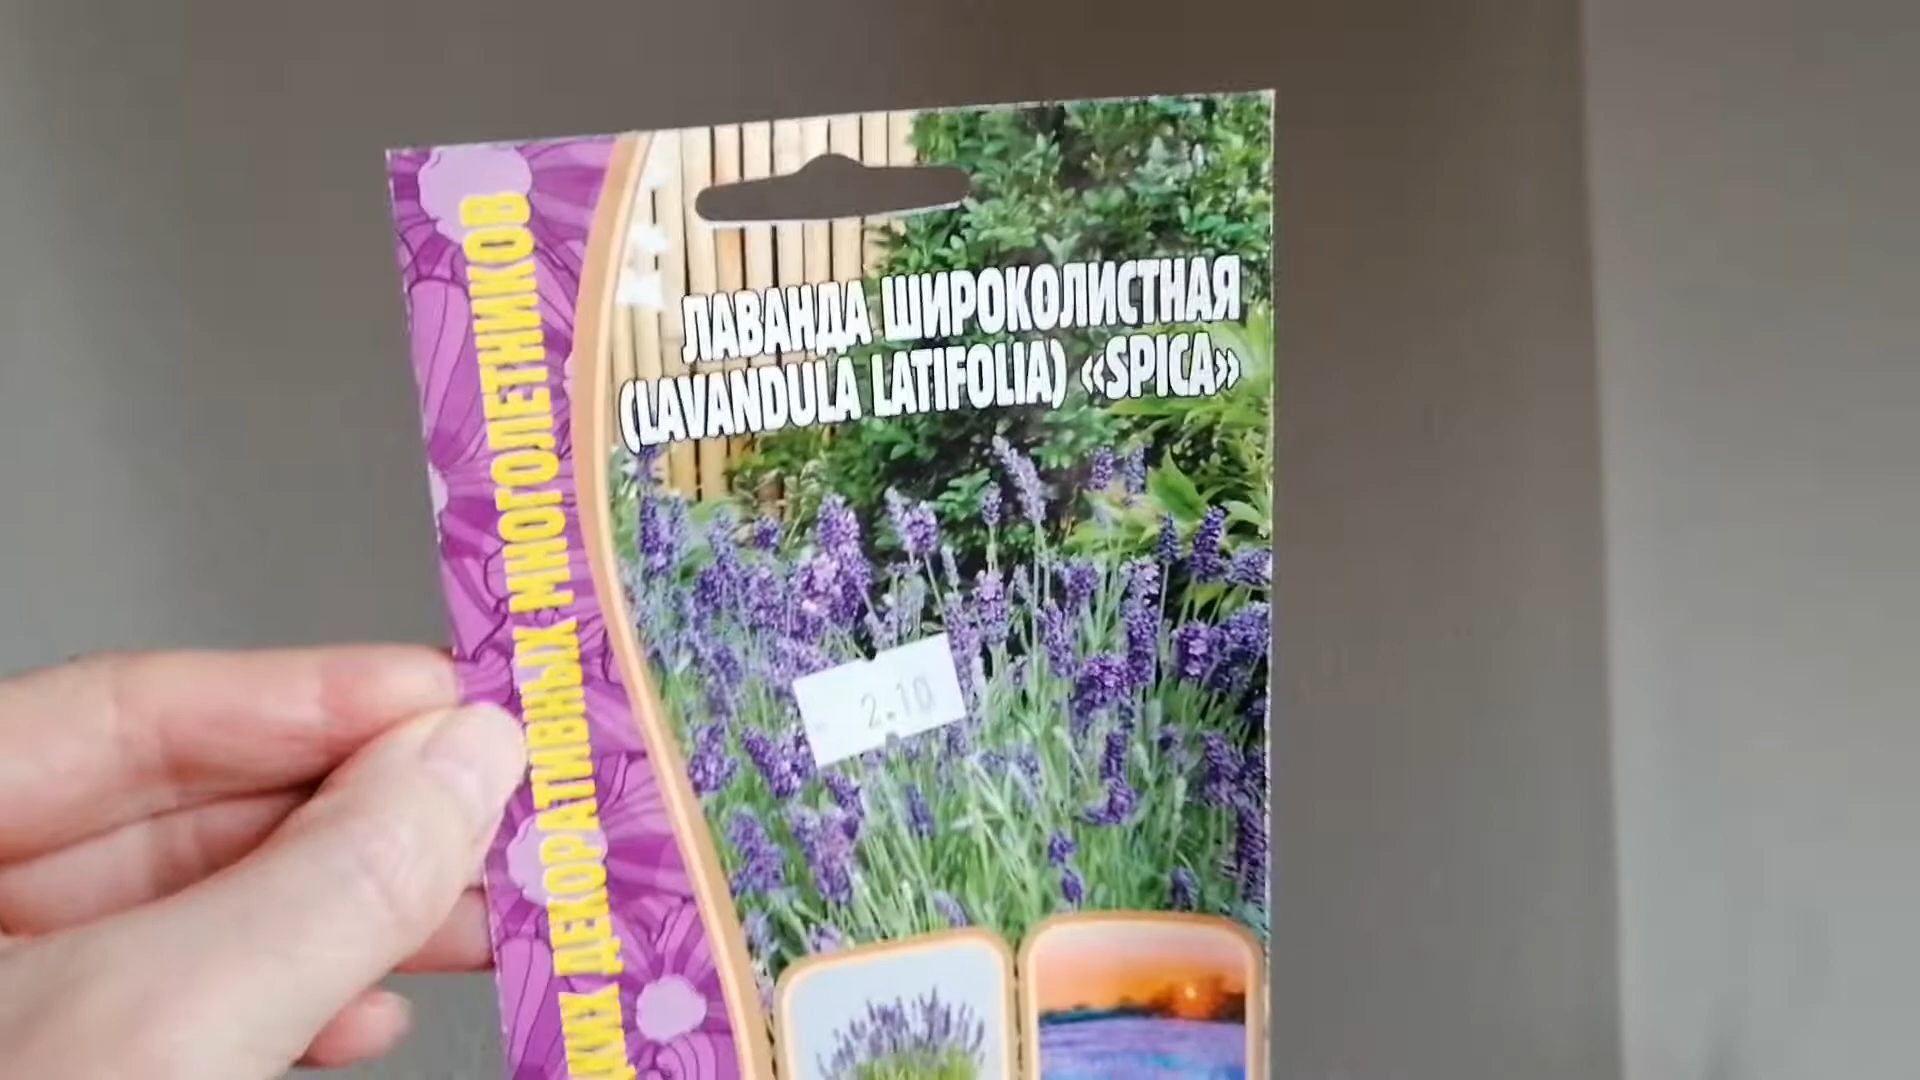 ЛАВАНДА ШИРОКОЛИСТНАЯ
(LAVANDULA LATIFOLIA) «SPICA»
2.10
ДЕКОРАТИВНЫХ МНОГОЛЕТНИКОВ